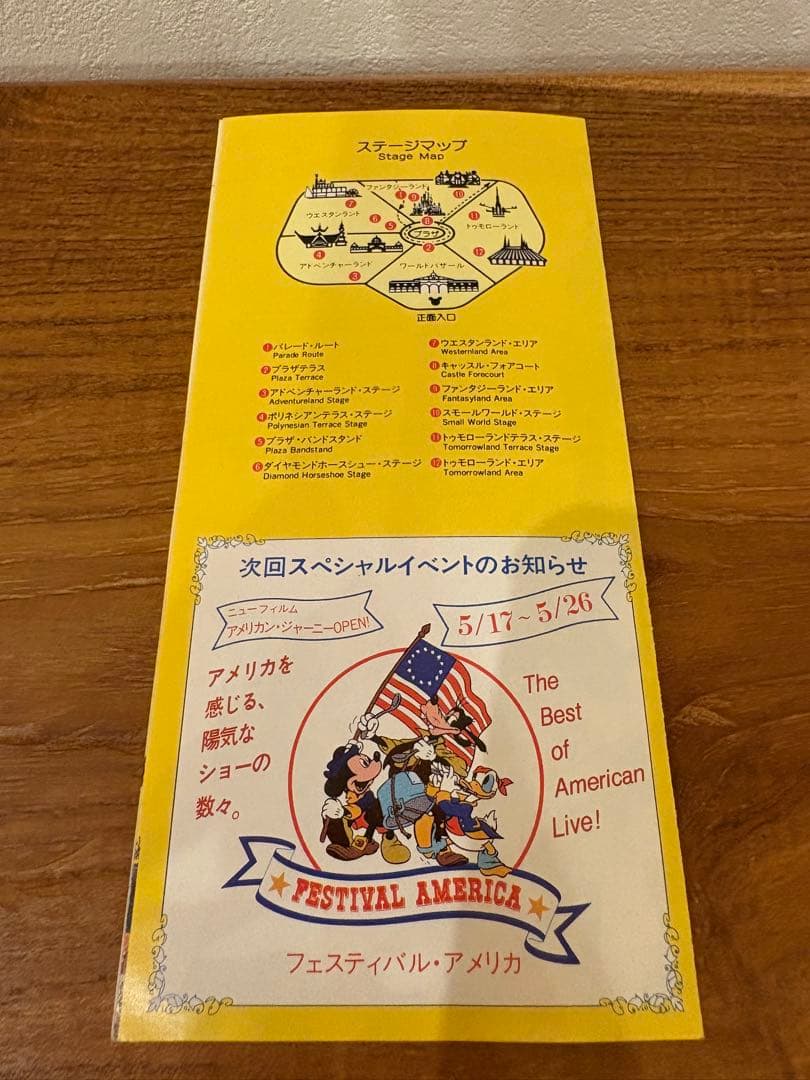 ステージマップ
Stage Map
ファンタジーランド
ウエスタンランド
トゥモローランド
プラザ
アドベンチャーランド
ワールドバザール
正面入口
1 2 3 4 5 6 7 8 9 10 11 12
①パレード・ルート
Parade Route
②プラザテラス
Plaza Terrace
③アドベンチャーランド・ステージ
Adventureland Stage
④ポリネシアンテラス・ステージ
Polynesian Terrace Stage
⑤プラザ・バンドスタンド
Plaza Bandstand
⑥ダイヤモンドホースシュー・ステージ
Diamond Horseshoe Stage
⑦ウエスタンランド・エリア
Westernland Area
⑧キャッスル・フォアコート
Castle Forecourt
⑨ファンタジーランド・エリア
Fantasyland Area
⑩スモールワールド・ステージ
Small World Stage
⑪トゥモローランドテラス・ステージ
Tomorrowland Terrace Stage
⑫トゥモローランド・エリア
Tomorrowland Area
次回スペシャルイベントのお知らせ
ニューフィルム
アメリカン・ジャーニーOPEN!
5/17~5/26
アメリカを
感じる、
陽気な
ショーの
数々。
The
Best
of
American
Live!
FESTIVAL AMERICA
フェスティバル・アメリカ